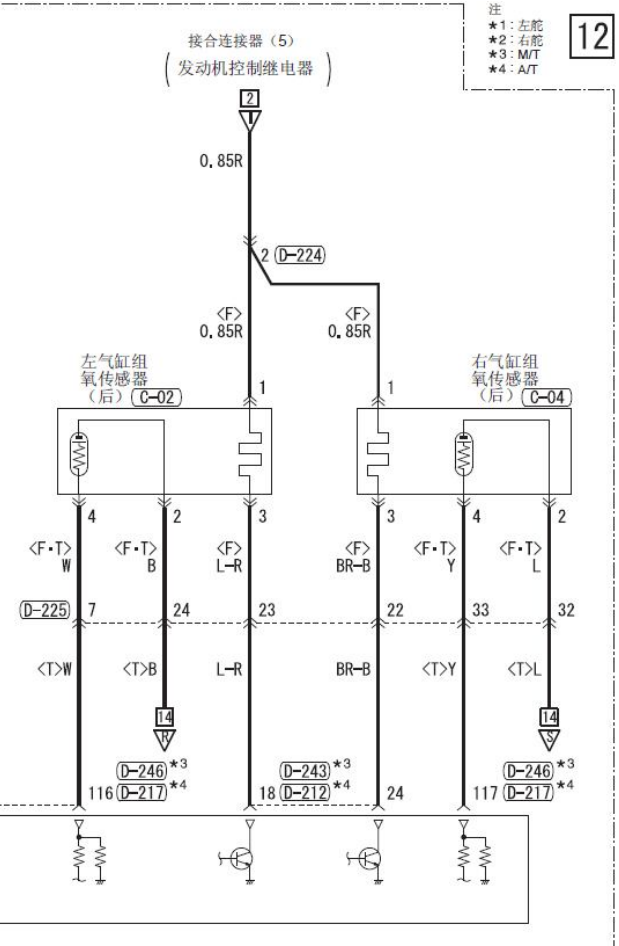 注
★1：左舵
★2：右舵
★3：M/T
★4：A/T
12
接合连接器（5）
（发动机控制继电器）
2
I
0.85R
2 D-224
<F> <F>
0.85R 0.85R
左气缸组 右气缸组
氧传感器 氧传感器
（后） C-02 （后） C-04
1 1
4 2 3 3 4 2
<F・T> <F・T> <F> <F> <F・T> <F・T>
W B L-R BR-B Y L
D-225 7 24 23 22 33 32
<T>W <T>B L-R BR-B <T>Y <T>L
14 14
R S
D-246 ★3 D-243 ★3 D-246 ★3
116 D-217 ★4 18 D-212 ★4 24 117 D-217 ★4